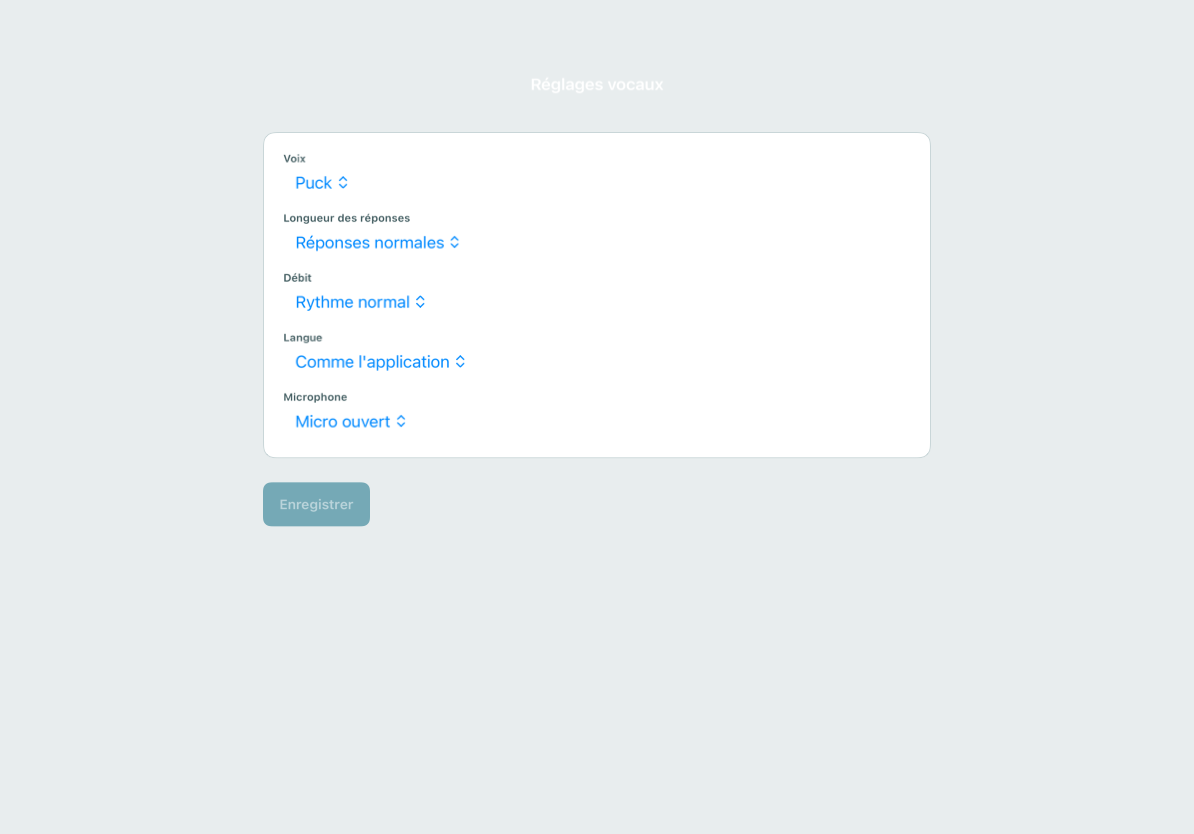 Réglages vocaux
Voix
Puck
Longueur des réponses
Réponses normales
Débit
Rythme normal
Langue
Comme l'application
Microphone
Micro ouvert
Enregistrer